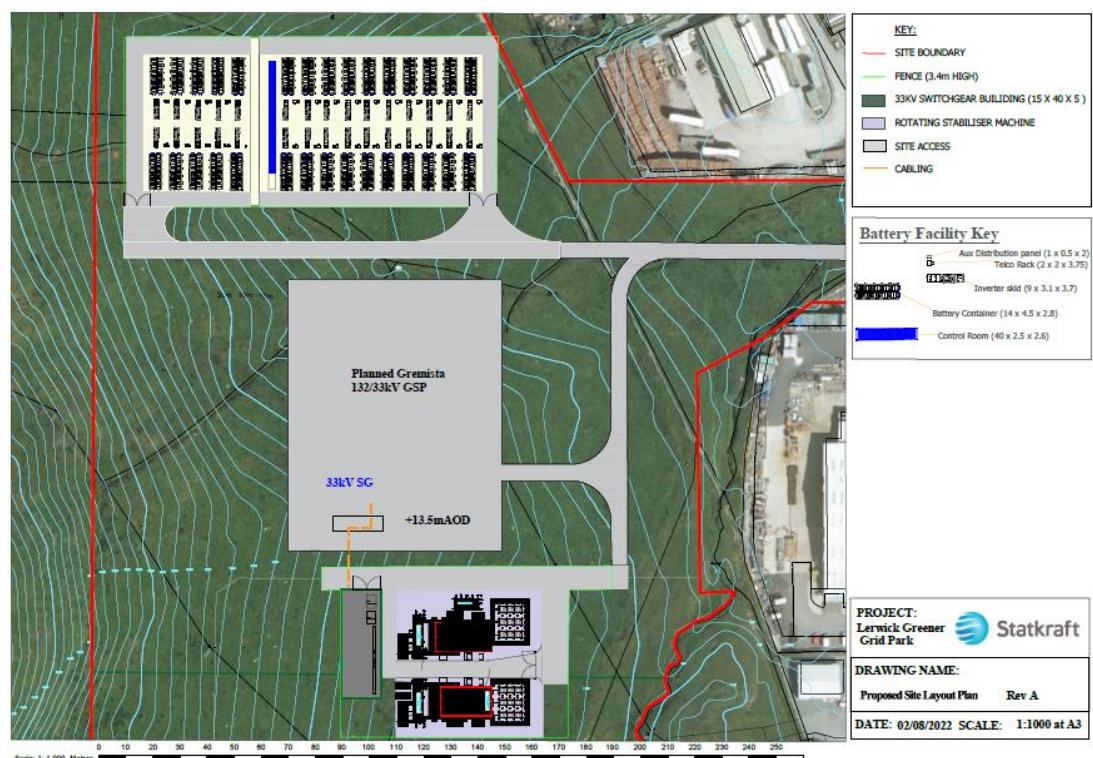 KEY:
SITE BOUNDARY
FENCE (3.4m HIGH)
33KV SWITCHGEAR BUILIDING (15 X 40 X 5 )
ROTATING STABILISER MACHINE
SITE ACCESS
CABLING
Battery Facility Key
Aux Distribution panel (1 x 0.5 x 2)
Telco Rack (2 x 2 x 3.75)
Inverter skid (9 x 3.1 x 3.7)
Battery Container (14 x 4.5 x 2.8)
Control Room (40 x 2.5 x 2.6)
Planned Gremista
132/33kV GSP
33kV SG
+13.5mAOD
PROJECT:
Lerwick Greener
Grid Park
Statkraft
DRAWING NAME:
Proposed Site Layout Plan Rev A
DATE: 02/08/2022 SCALE: 1:1000 at A3
0 10 20 30 40 50 60 70 80 90 100 110 120 130 140 150 160 170 180 190 200 210 220 230 240 250